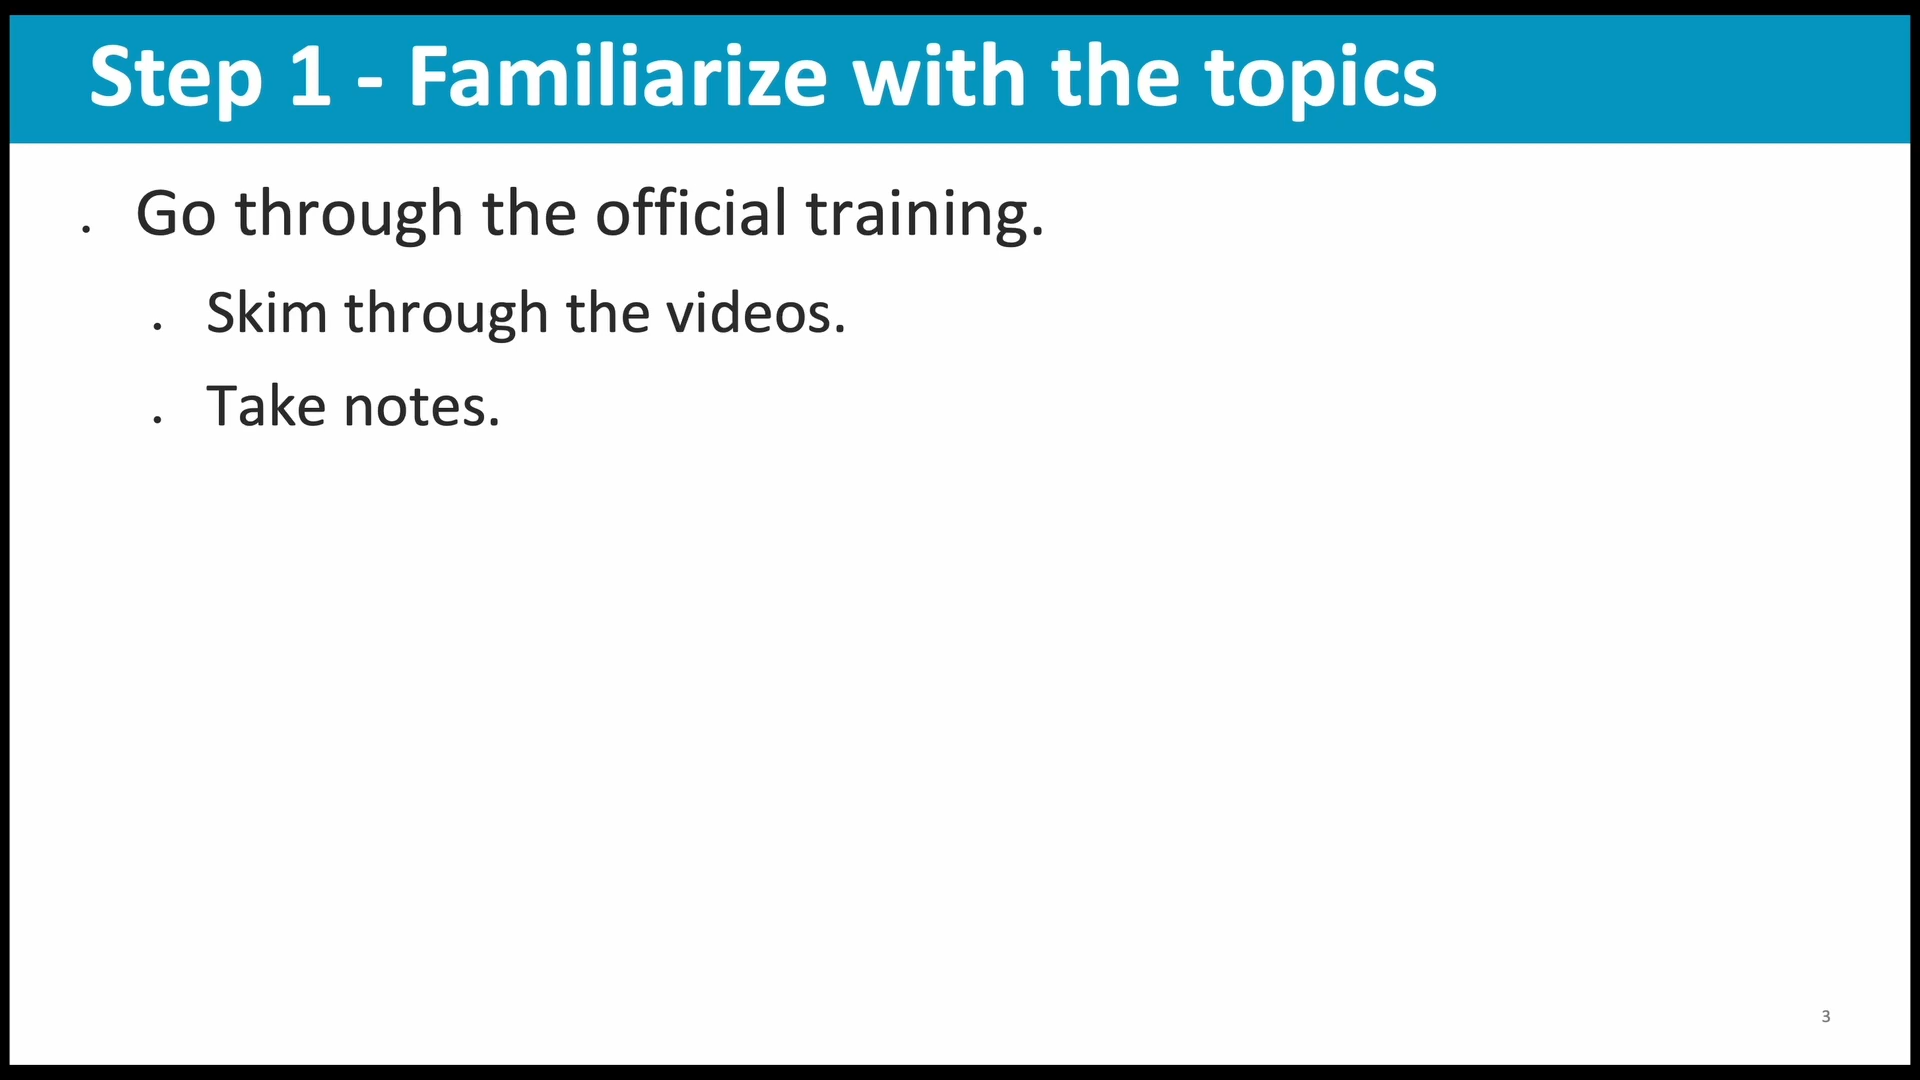 Step 1 - Familiarize with the topics
. Go through the official training.
. Skim through the videos.
. Take notes.
3